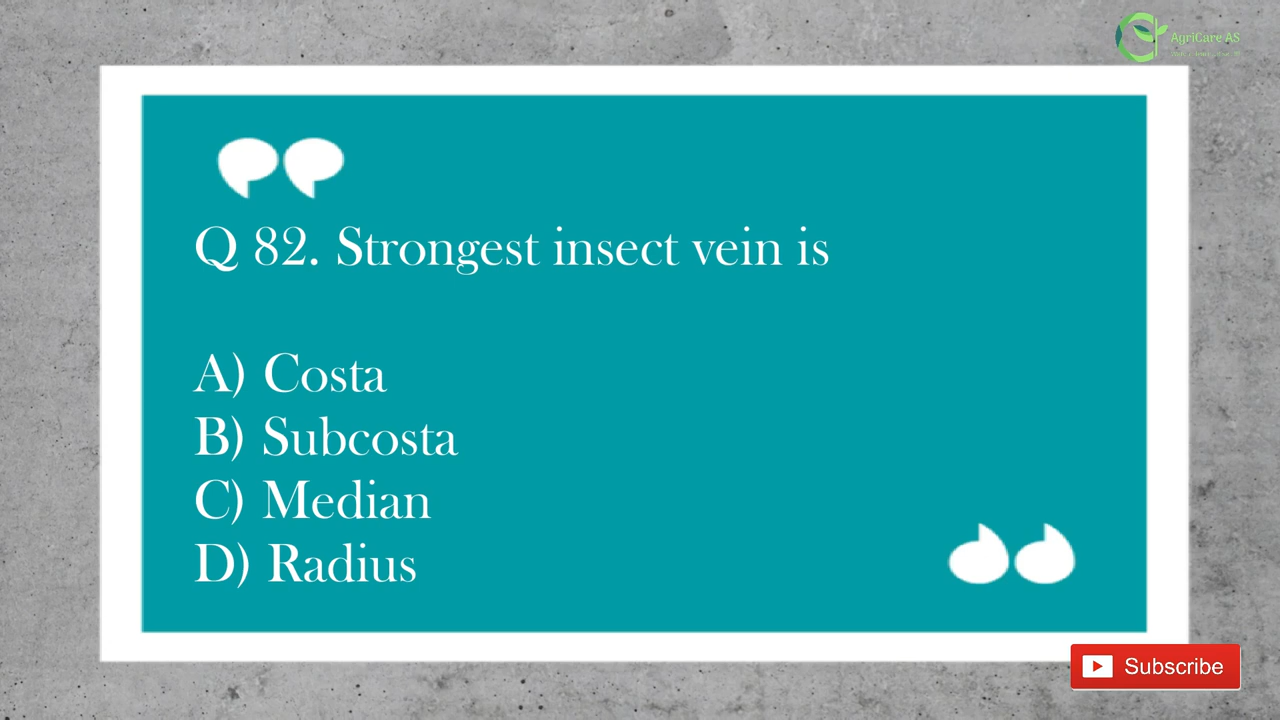 AgriCare AS
Q 82. Strongest insect vein is
A) Costa
B) Subcosta
C) Median
D) Radius
Subscribe